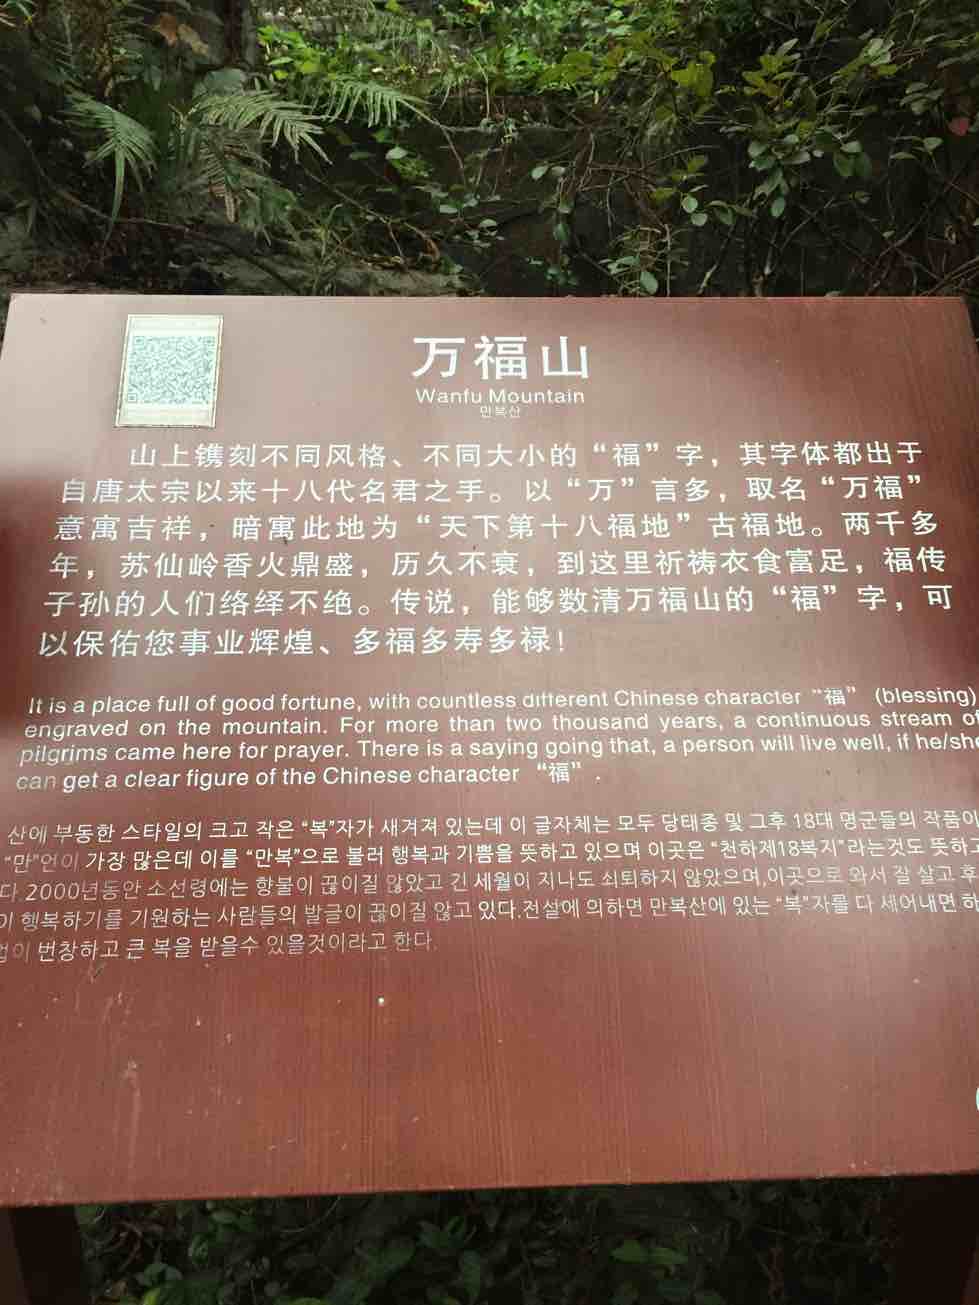 万福山
Wanfu Mountain
만복산
山上镌刻不同风格、不同大小的“福”字，其字体都出于
自唐太宗以来十八代名君之手。以“万”言多，取名“万福”
意寓吉祥，暗寓此地为“天下第十八福地”古福地。两千多
年，苏仙岭香火鼎盛，历久不衰，到这里祈祷衣食富足，福传
子孙的人们络绎不绝。传说，能够数清万福山的“福”字，可
以保佑您事业辉煌、多福多寿多禄！
It is a place full of good fortune, with countless different Chinese character “福” (blessing)
engraved on the mountain. For more than two thousand years, a continuous stream of
pilgrims came here for prayer. There is a saying going that, a person will live well, if he/she
can get a clear figure of the Chinese character “福”.
산에 부동한 스타일의 크고 작은 “복”자가 새겨져 있는데 이 글자체는 모두 당태종 및 그후 18대 명군들의 작품이
“만”언이 가장 많은데 이를 “만복”으로 불러 행복과 기쁨을 뜻하고 있으며 이곳은 “천하제18복지”라는것도 뜻하고
다.2000년동안 소선령에는 항불이 끊이질 않았고 긴 세월이 지나도 쇠퇴하지 않았으며,이곳으로 와서 잘 살고 후
이 행복하기를 기원하는 사람들의 발글이 끊이질 않고 있다.전설에 의하면 만복산에 있는 “복”자를 다 세어내면 하
업이 번창하고 큰 복을 받을수 있을것이라고 한다.